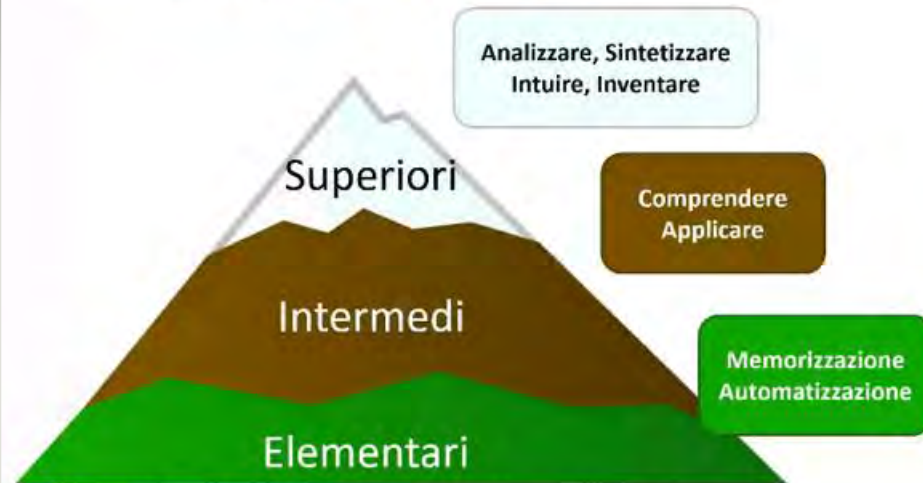 Analizzare, Sintetizzare
Intuire, Inventare
Superiori
Comprendere
Applicare
Intermedi
Memorizzazione
Automatizzazione
Elementari